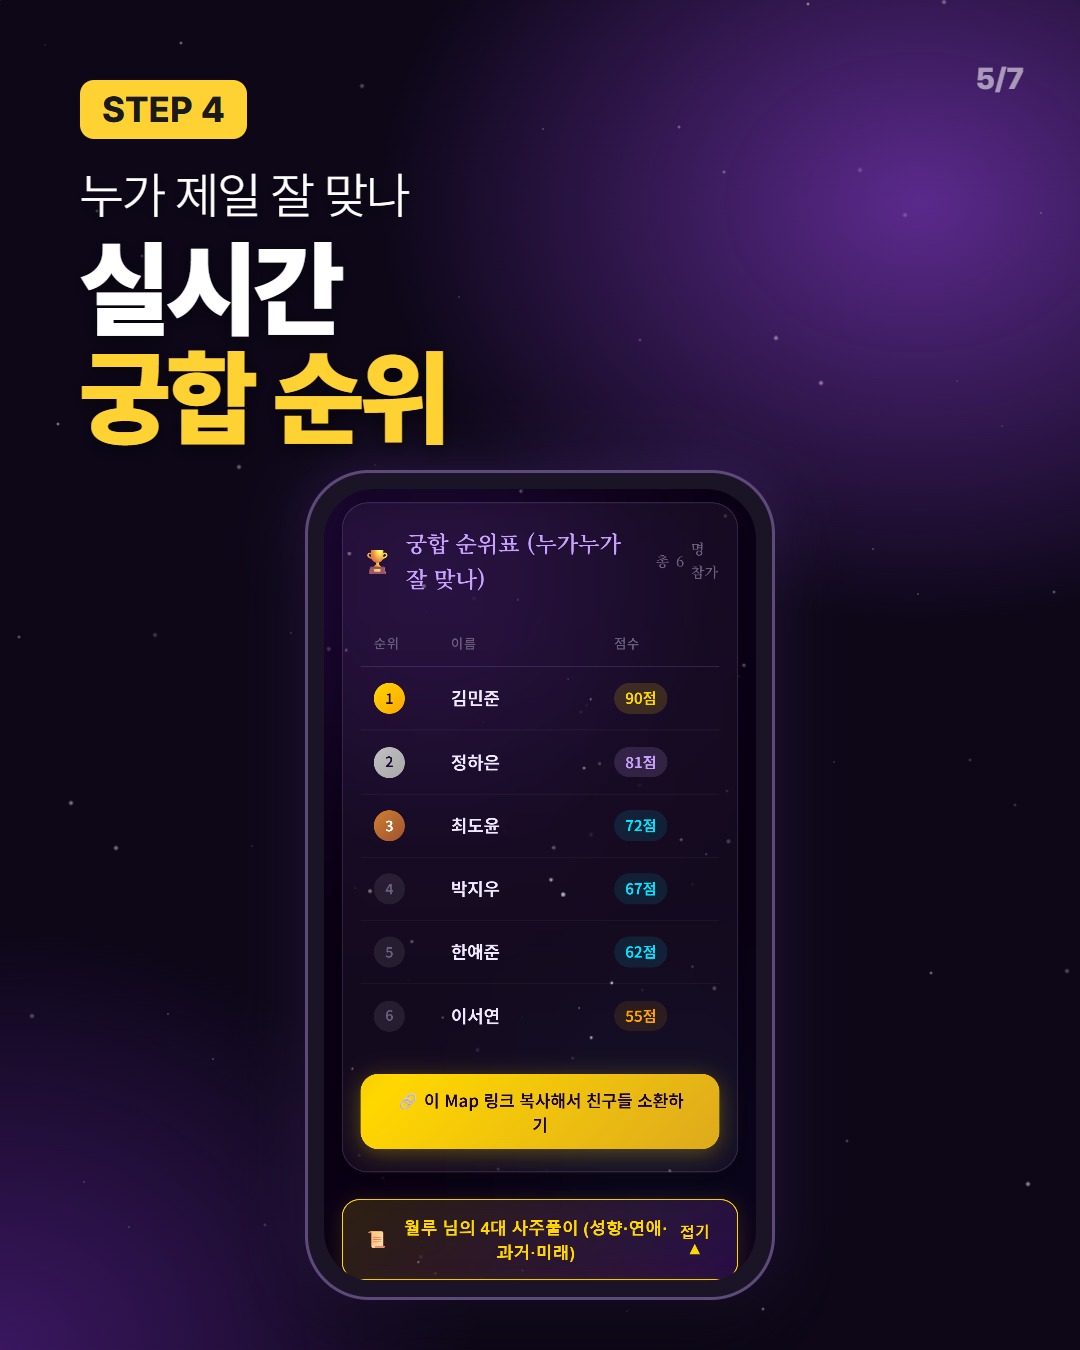 5/7
STEP 4
누가 제일 잘 맞나
실시간
궁합 순위
🏆 궁합 순위표 (누가누가
잘 맞나)
총 6 명
참가
순위 이름 점수
1 김민준 90점
2 정하은 81점
3 최도윤 72점
4 박지우 67점
5 한예준 62점
6 이서연 55점
🔗 이 Map 링크 복사해서 친구들 소환하
기
📜 월루 님의 4대 사주풀이 (성향·연애·
과거·미래)
접기
▲